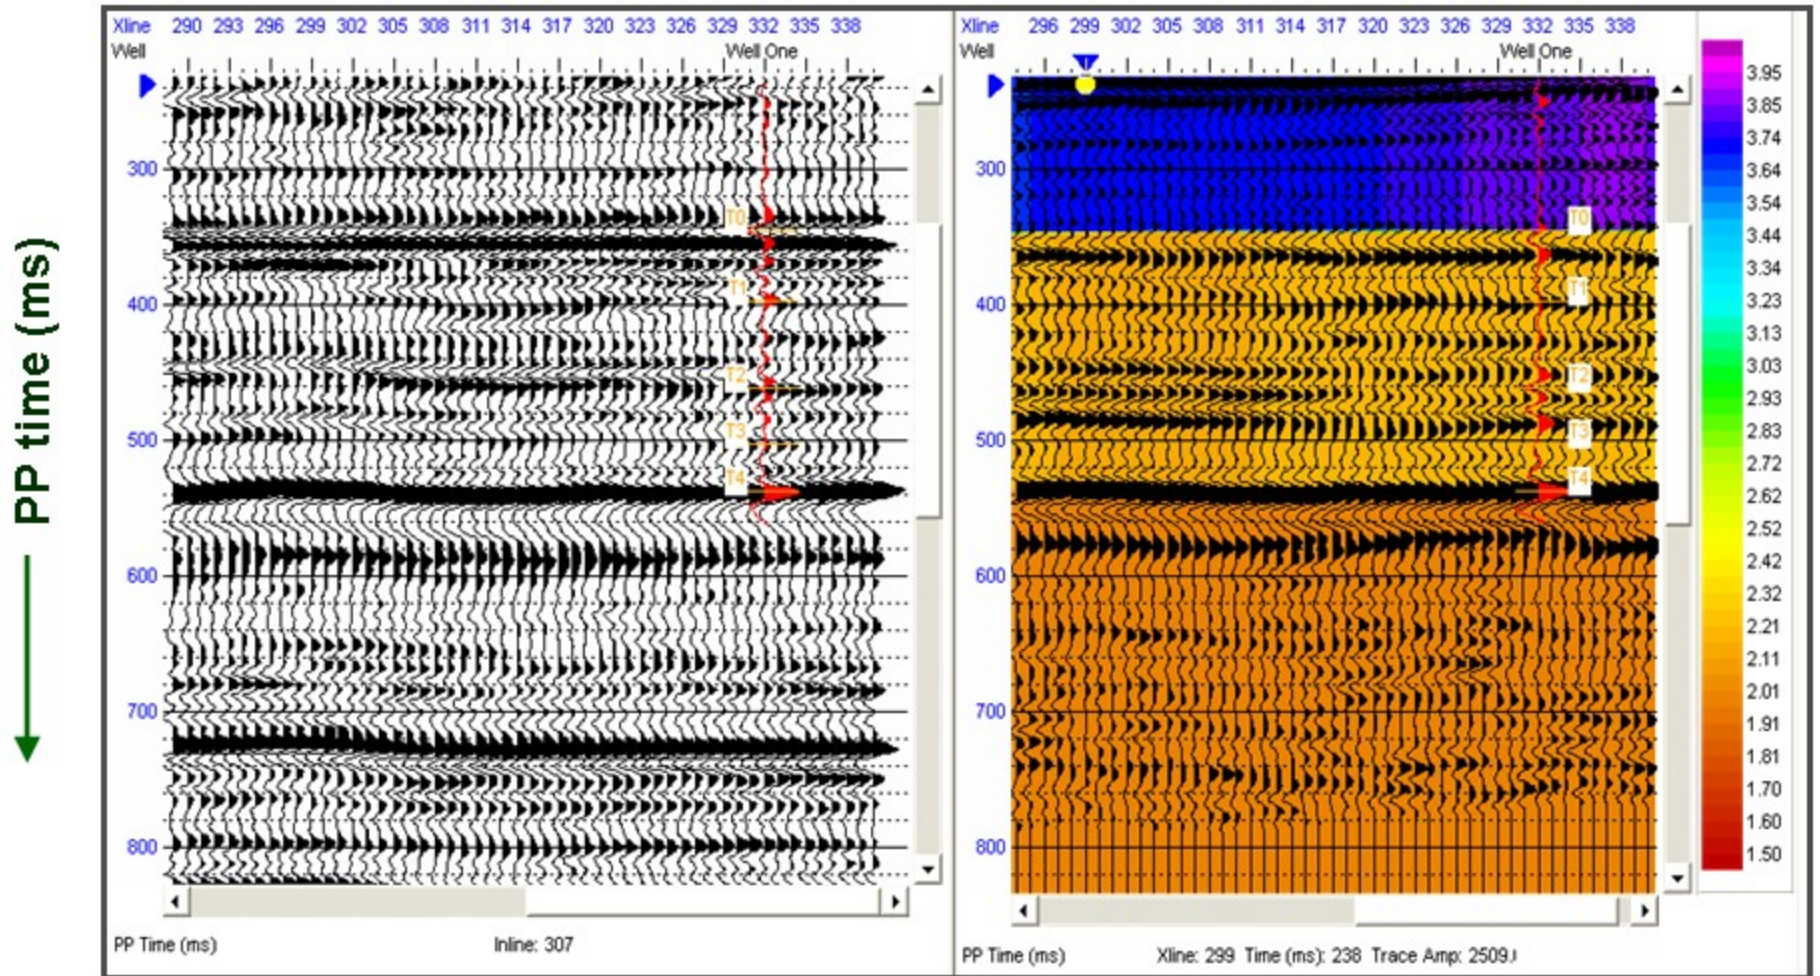 PP time (ms)
Xline 290 293 296 299 302 305 308 311 314 317 320 323 326 329 332 335 338
Well Well One
300
400
500
600
700
800
T0
T1
T2
T3
T4
PP Time (ms) Inline: 307
Xline 296 299 302 305 308 311 314 317 320 323 326 329 332 335 338
Well Well One
300
400
500
600
700
800
T0
T1
T2
T3
T4
PP Time (ms) Xline: 299 Time (ms): 238 Trace Amp: 2509.
3.95
3.85
3.74
3.64
3.54
3.44
3.34
3.23
3.13
3.03
2.93
2.83
2.72
2.62
2.52
2.42
2.32
2.21
2.11
2.01
1.91
1.81
1.70
1.60
1.50